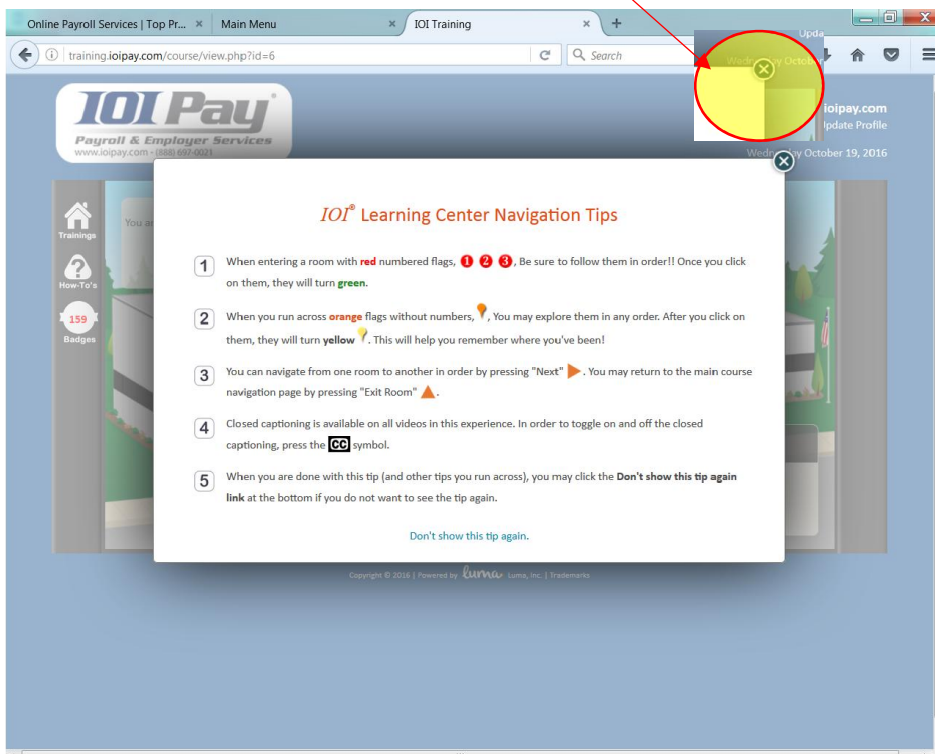 Online Payroll Services | Top Pr...
Main Menu
IOI Training
training.ioipay.com/course/view.php?id=6
Search
Upda
Wednesday October
IOI Pay
Payroll & Employer Services
www.ioipay.com - (888) 697-0021
ioipay.com
Update Profile
Wednesday October 19, 2016
Trainings
How-To's
159
Badges
You
IOI® Learning Center Navigation Tips
1 When entering a room with red numbered flags, 1 2 3, Be sure to follow them in order!! Once you click
on them, they will turn green.
2 When you run across orange flags without numbers, , You may explore them in any order. After you click on
them, they will turn yellow . This will help you remember where you've been!
3 You can navigate from one room to another in order by pressing "Next" . You may return to the main course
navigation page by pressing "Exit Room" .
4 Closed captioning is available on all videos in this experience. In order to toggle on and off the closed
captioning, press the CC symbol.
5 When you are done with this tip (and other tips you run across), you may click the Don't show this tip again
link at the bottom if you do not want to see the tip again.
Don't show this tip again.
Copyright © 2016 | Powered by luma Luma, Inc. | Trademarks